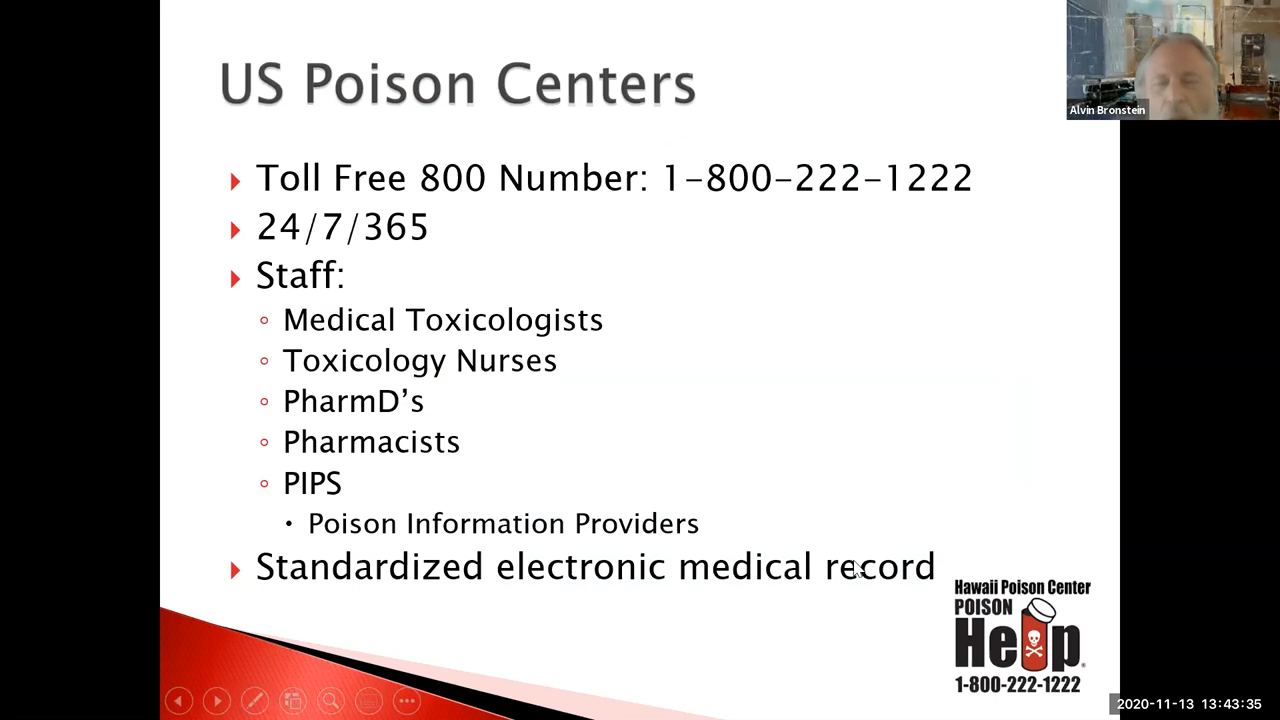 US Poison Centers
Alvin Bronstein
Toll Free 800 Number: 1-800-222-1222
24/7/365
Staff:
Medical Toxicologists
Toxicology Nurses
PharmD’s
Pharmacists
PIPS
Poison Information Providers
Standardized electronic medical record
Hawaii Poison Center
POISON
Help®
1-800-222-1222
2020-11-13 13:43:35